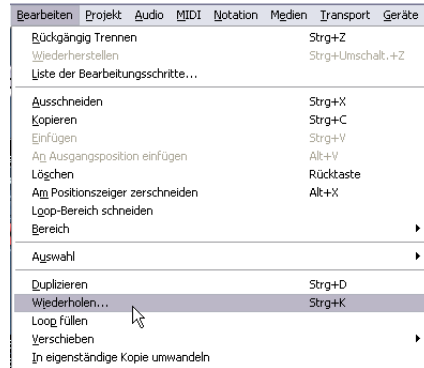 Bearbeiten Projekt Audio MIDI Notation Medien Transport Geräte
Rückgängig Trennen Strg+Z
Wiederherstellen Strg+Umschalt.+Z
Liste der Bearbeitungsschritte...
Ausschneiden Strg+X
Kopieren Strg+C
Einfügen Strg+V
An Ausgangsposition einfügen Alt+V
Löschen Rücktaste
Am Positionszeiger zerschneiden Alt+X
Loop-Bereich schneiden
Bereich
Auswahl
Duplizieren Strg+D
Wiederholen... Strg+K
Loop füllen
Verschieben
In eigenständige Kopie umwandeln